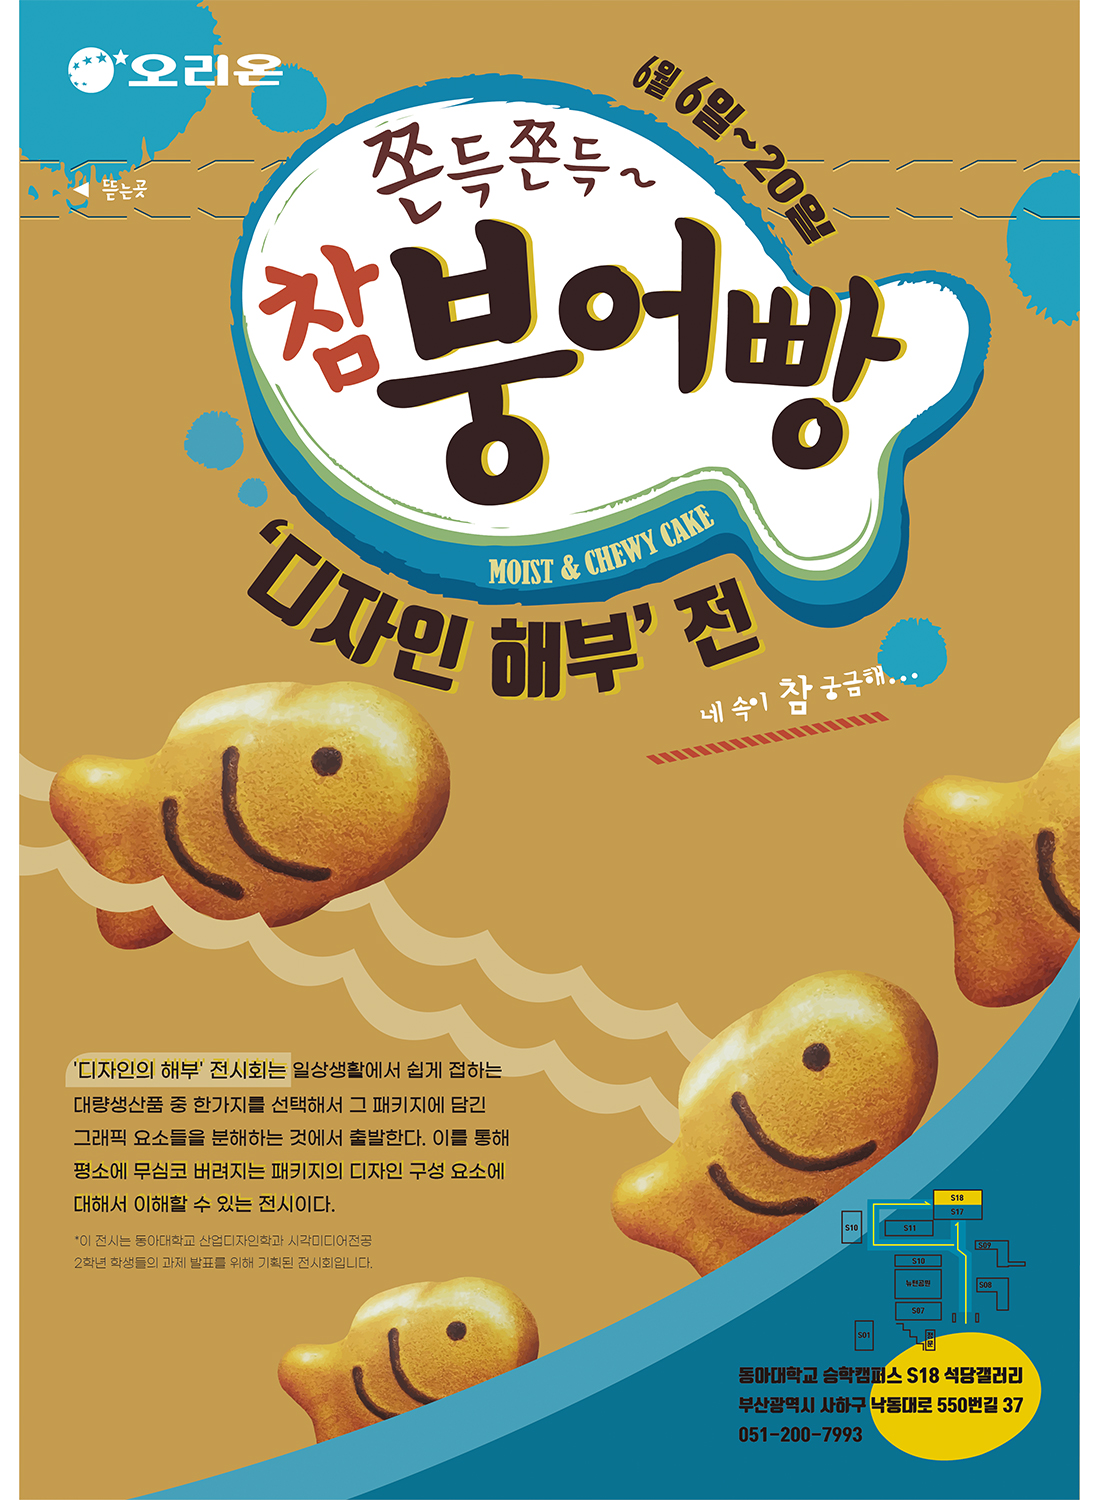 오리온
6월 6일~20일
쫀득쫀득~
◀ 뜯는곳
참붕어빵
MOIST & CHEWY CAKE
'디자인 해부' 전
네 속이 참 궁금해...
'디자인의 해부' 전시회는 일상생활에서 쉽게 접하는
대량생산품 중 한가지를 선택해서 그 패키지에 담긴
그래픽 요소들을 분해하는 것에서 출발한다. 이를 통해
평소에 무심코 버려지는 패키지의 디자인 구성 요소에
대해서 이해할 수 있는 전시이다.
*이 전시는 동아대학교 산업디자인학과 시각미디어전공
2학년 학생들의 과제 발표를 위해 기획된 전시회입니다.
S18
S17
S10
S11
S09
S10
뉴턴공원
S08
S07
S01
정문
동아대학교 승학캠퍼스 S18 석당갤러리
부산광역시 사하구 낙동대로 550번길 37
051-200-7993